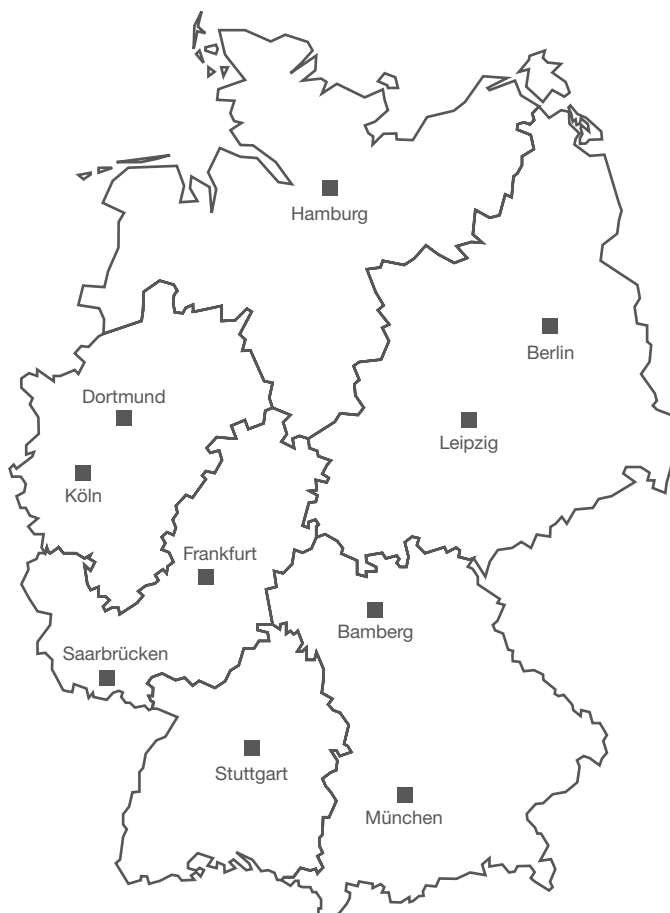 Hamburg
Berlin
Dortmund
Leipzig
Köln
Frankfurt
Bamberg
Saarbrücken
Stuttgart
München